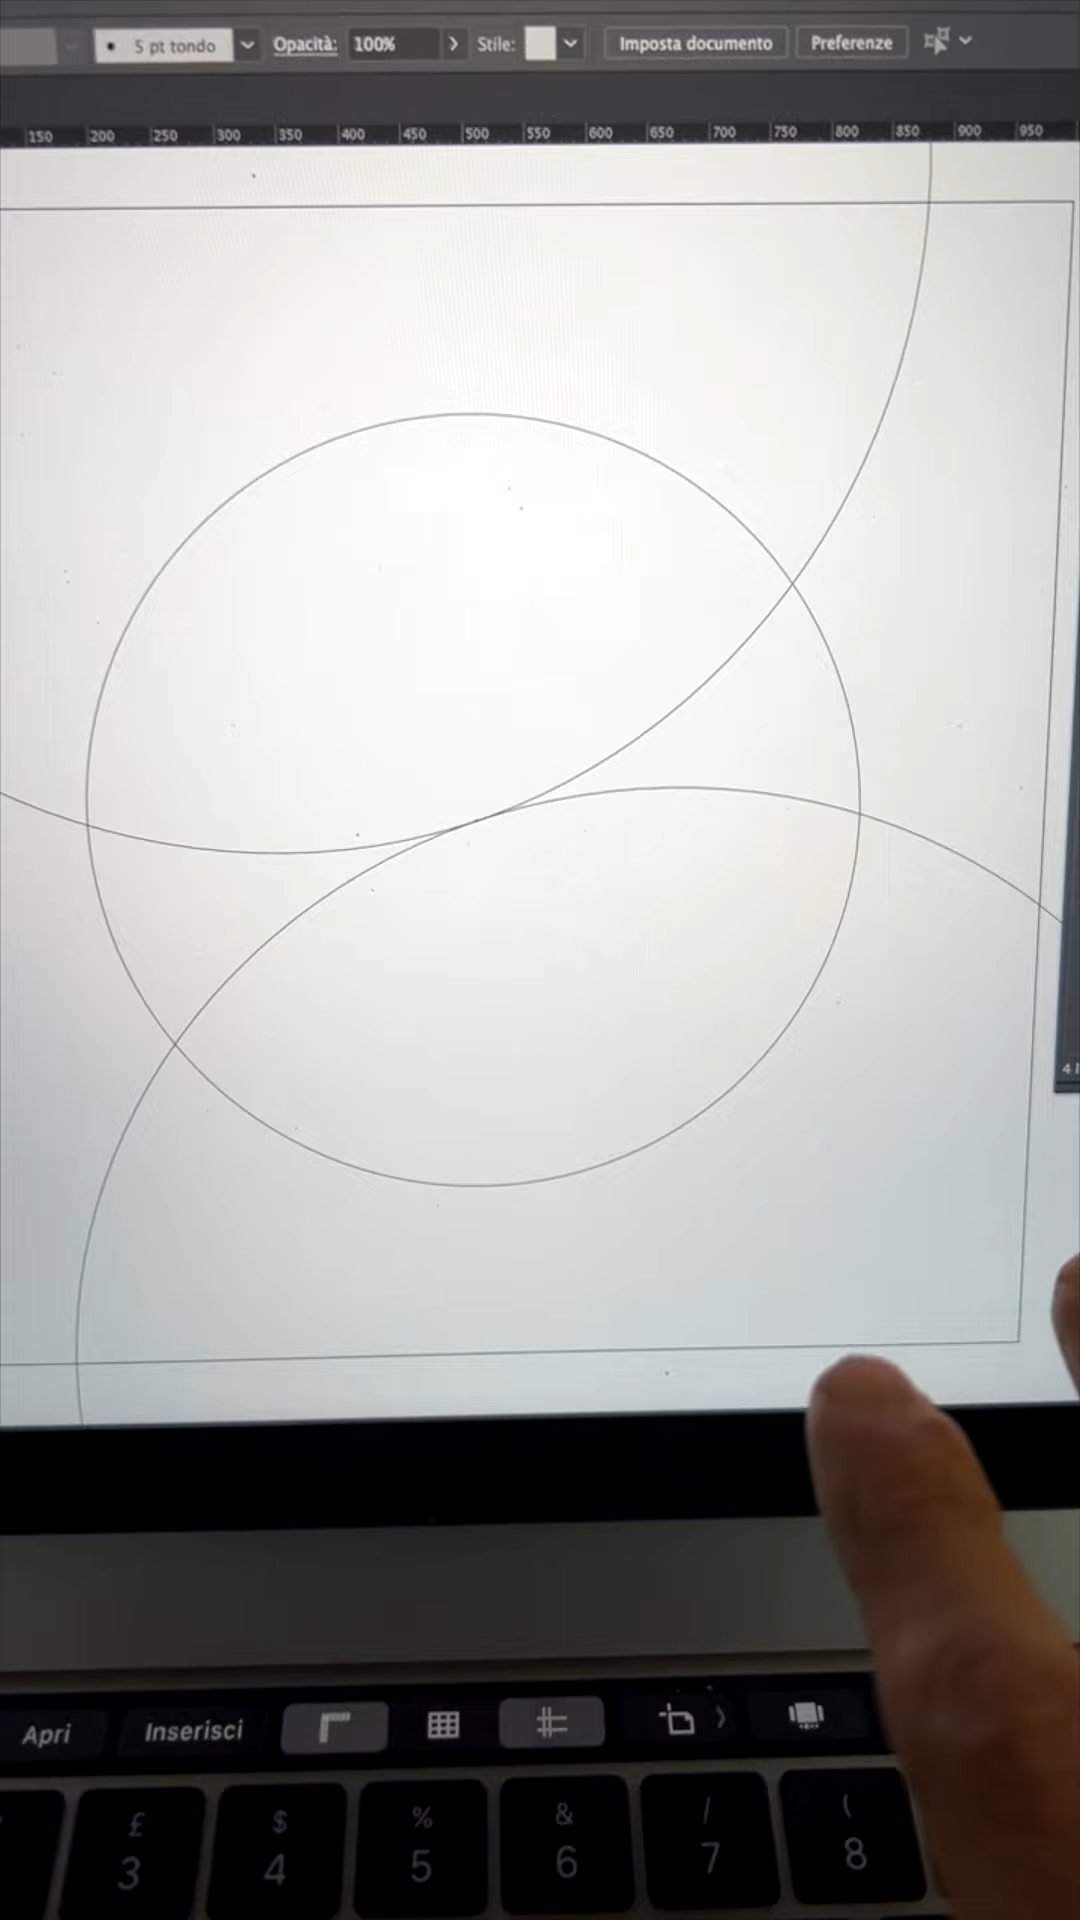 5 pt tondo Opacità: 100% Stile: Imposta documento Preferenze
150 200 250 300 350 400 450 500 550 600 650 700 750 800 850 900 950
Apri Inserisci
£ $ % & / (
3 4 5 6 7 8